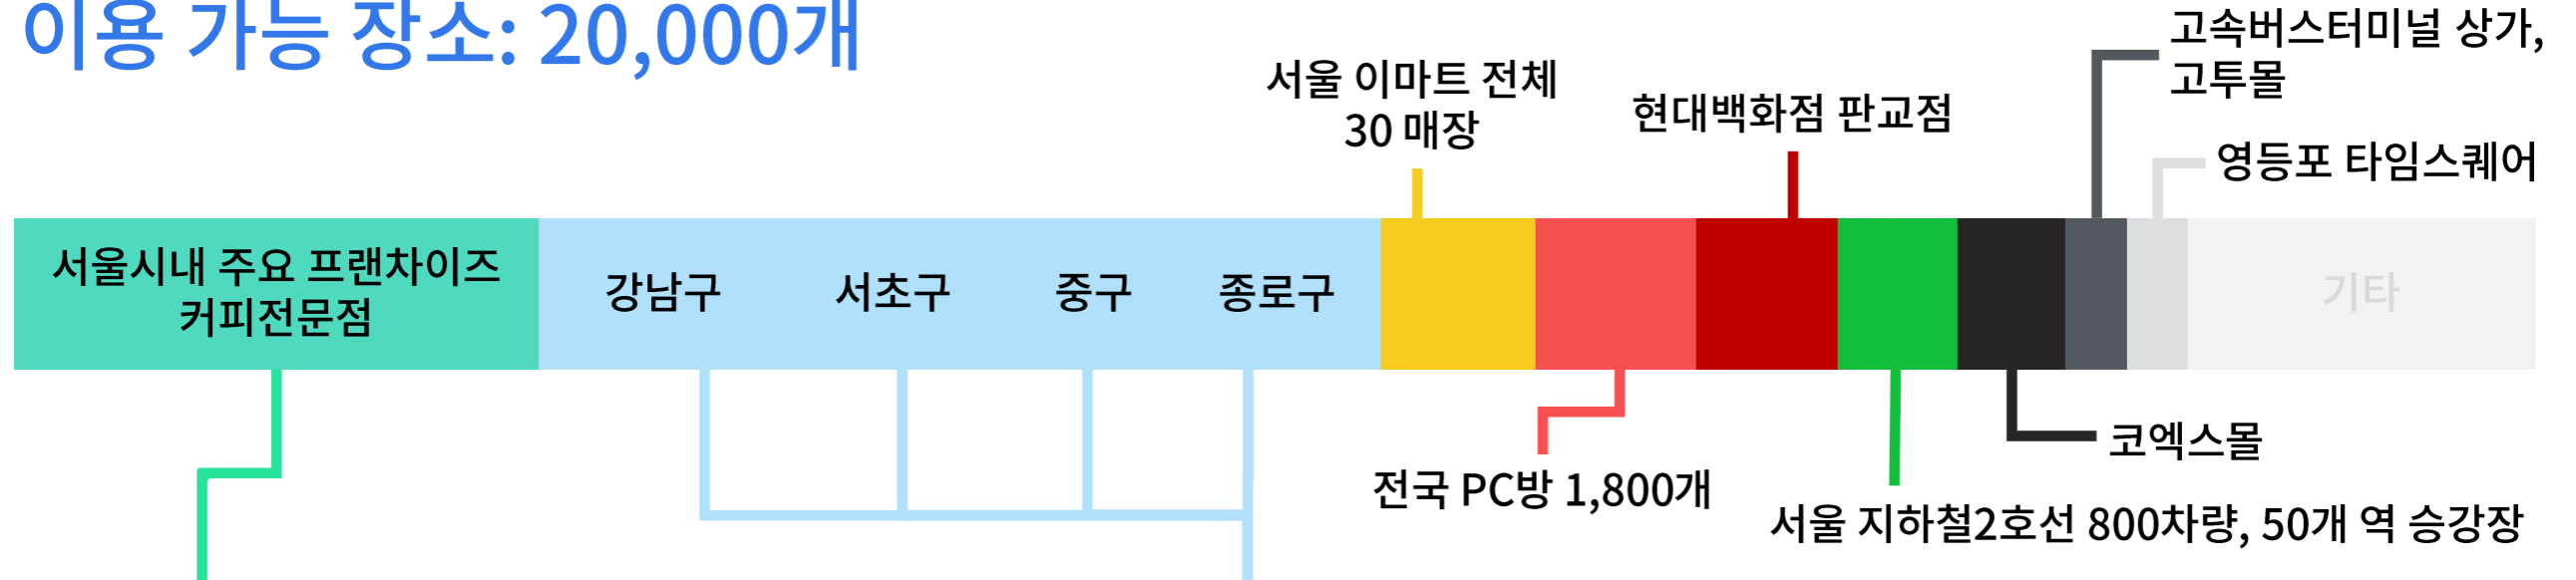 이용 가능 장소: 20,000개
서울 이마트 전체
30 매장
현대백화점 판교점
고속버스터미널 상가,
고투몰
영등포 타임스퀘어
서울시내 주요 프랜차이즈
커피전문점
강남구
서초구
중구
종로구
기타
전국 PC방 1,800개
코엑스몰
서울 지하철2호선 800차량, 50개 역 승강장